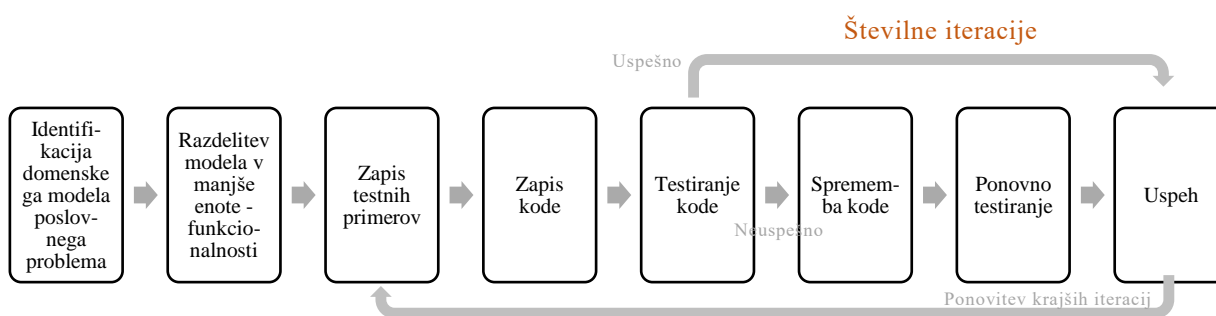 Številne iteracije
Uspešno
Identifi-
kacija
domenske
ga modela
poslov-
nega
problema
Razdelitev
modela v
manjše
enote -
funkcio-
nalnosti
Zapis
testnih
primerov
Zapis
kode
Testiranje
kode
Neuspešno
Spremem-
ba kode
Ponovno
testiranje
Uspeh
Ponovitev krajših iteracij